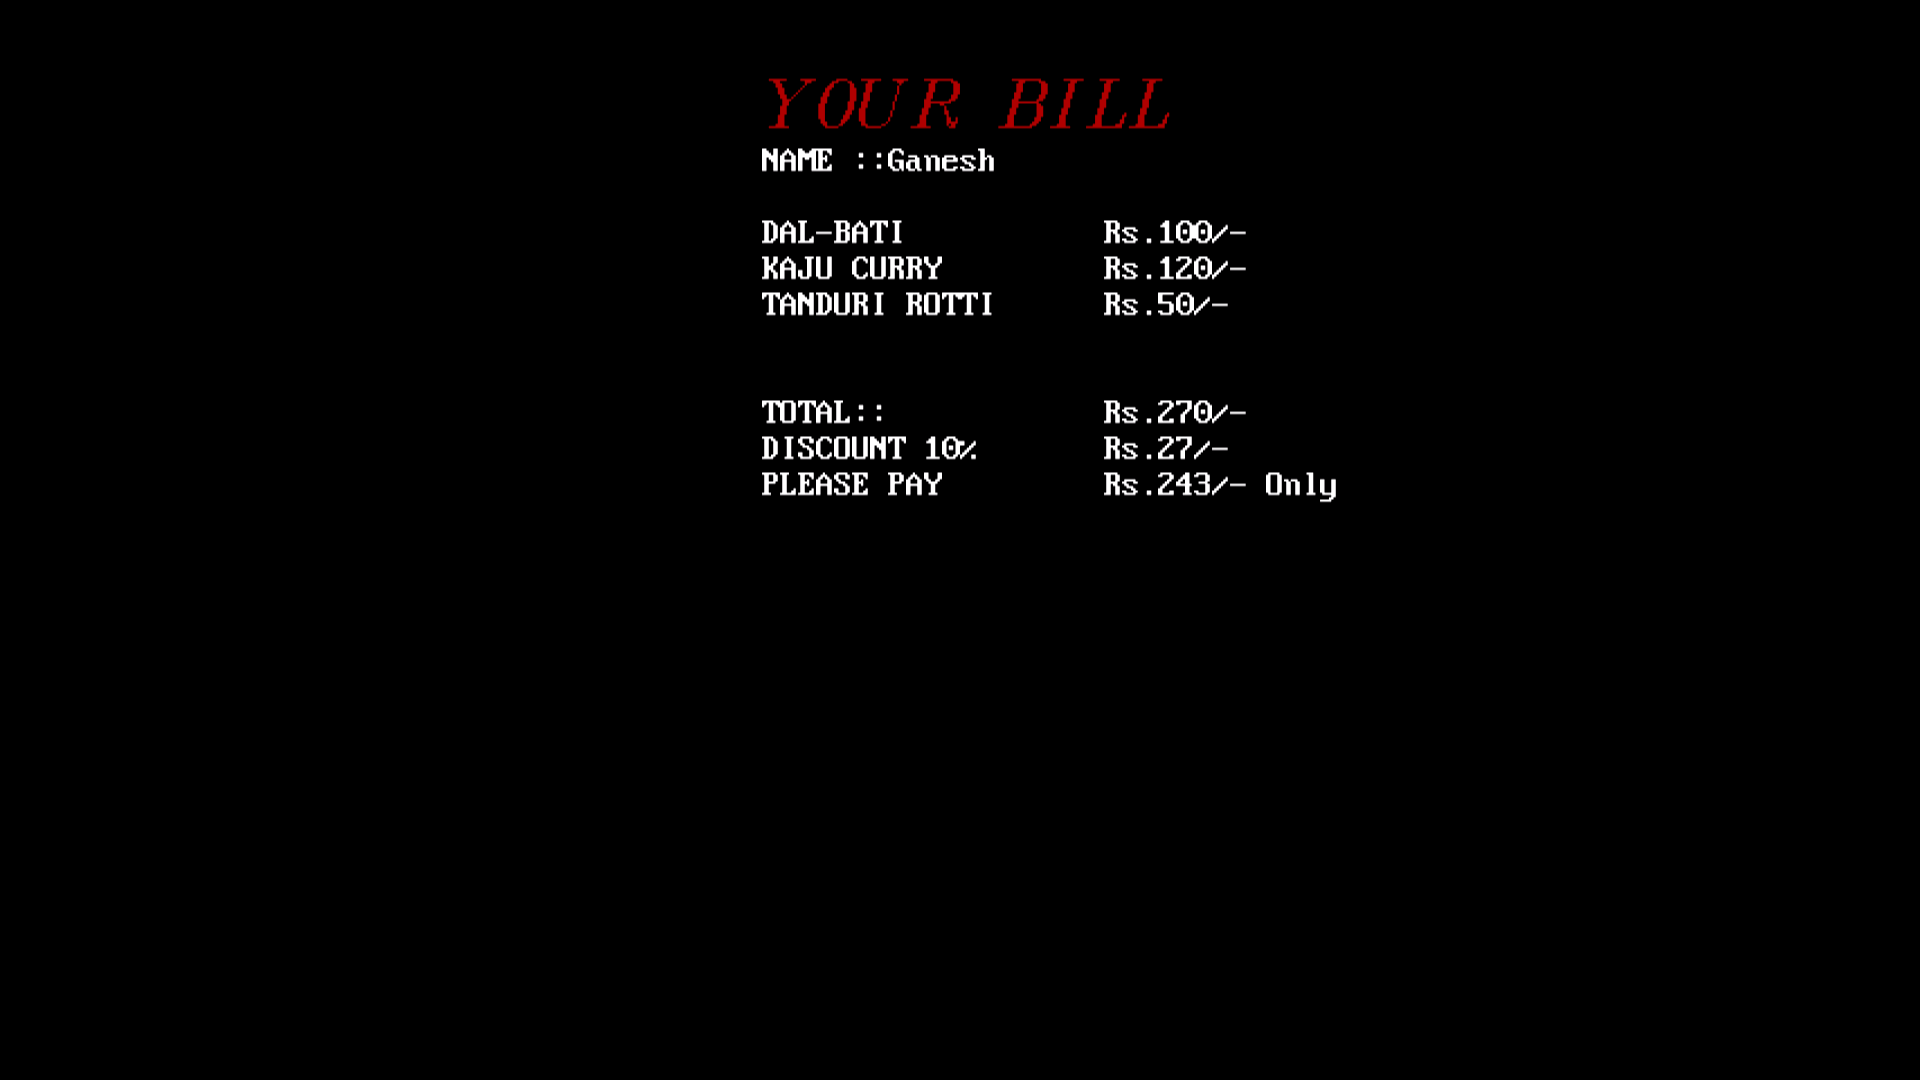 YOUR BILL
NAME ::Ganesh
DAL-BATI Rs.100/-
KAJU CURRY Rs.120/-
TANDURI ROTTI Rs.50/-
TOTAL:: Rs.270/-
DISCOUNT 10% Rs.27/-
PLEASE PAY Rs.243/- Only